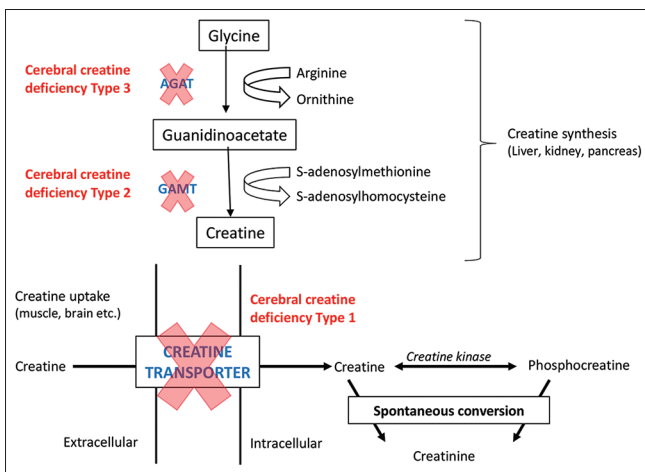 Glycine
Cerebral creatine
deficiency Type 3
AGAT
Arginine
Ornithine
Guanidinoacetate
Creatine synthesis
(Liver, kidney, pancreas)
Cerebral creatine
deficiency Type 2
GAMT
S-adenosylmethionine
S-adenosylhomocysteine
Creatine
Creatine uptake
(muscle, brain etc.)
Cerebral creatine
deficiency Type 1
Creatine
CREATINE
TRANSPORTER
Creatine
Creatine kinase
Phosphocreatine
Spontaneous conversion
Extracellular
Intracellular
Creatinine